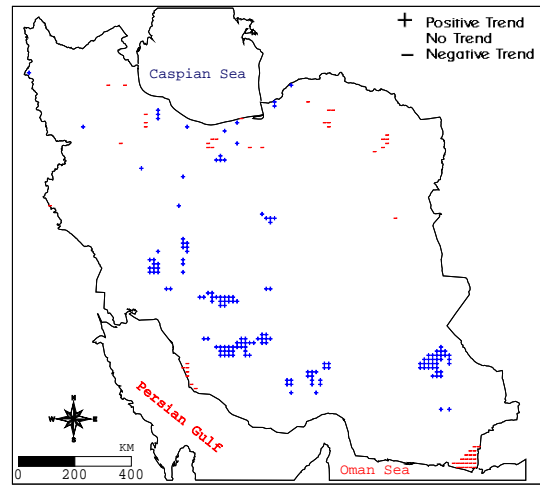 + Positive Trend
No Trend
− Negative Trend
Caspian Sea
Persian Gulf
N
W E
S
KM
0 200 400
Oman Sea